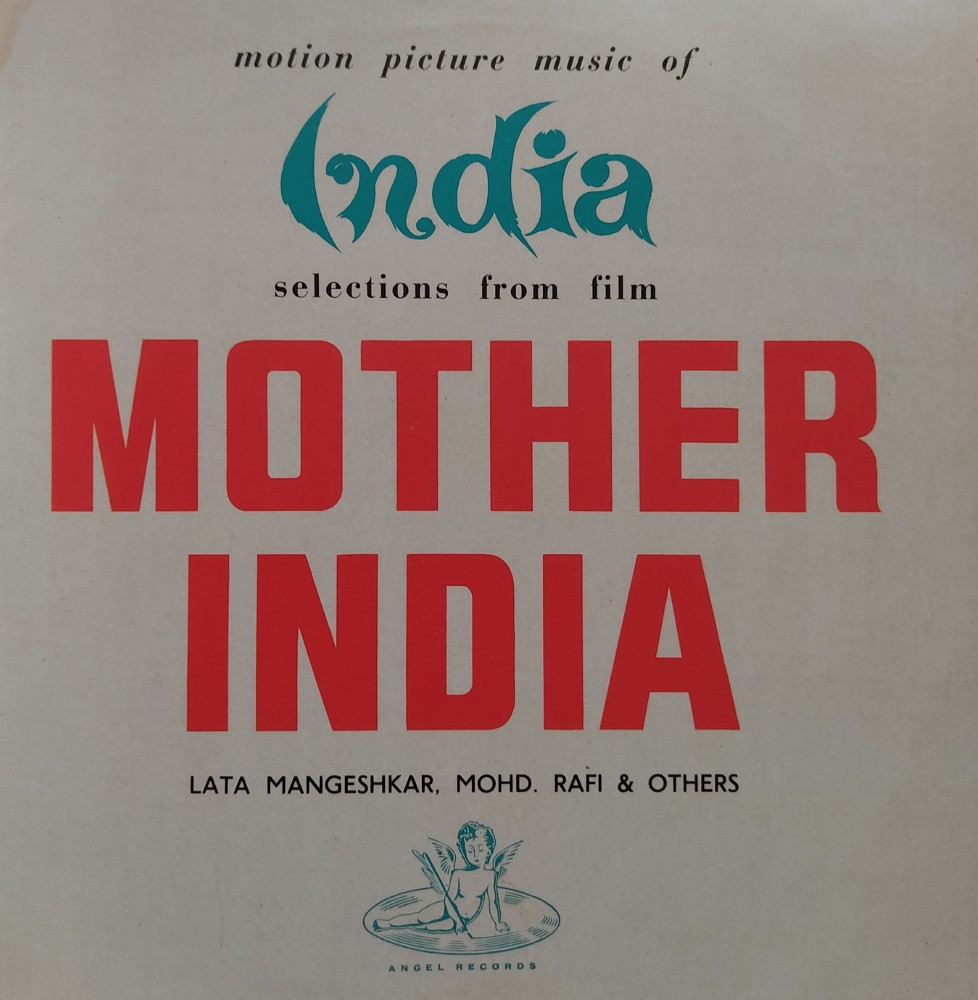 motion picture music of
India
selections from film
MOTHER
INDIA
LATA MANGESHKAR, MOHD. RAFI & OTHERS
ANGEL RECORDS